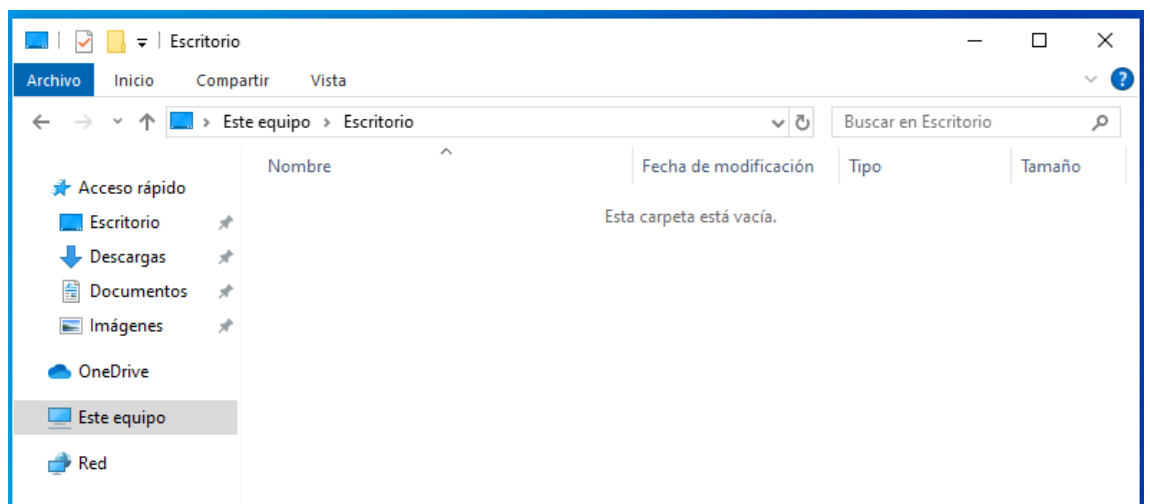 Escritorio
Archivo Inicio Compartir Vista ?
Este equipo > Escritorio Buscar en Escritorio
Nombre Fecha de modificación Tipo Tamaño
Acceso rápido
Esta carpeta está vacía.
Escritorio
Descargas
Documentos
Imágenes
OneDrive
Este equipo
Red